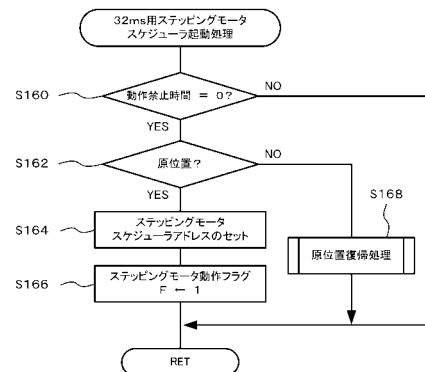 32ms用ステッピングモータ
スケジューラ起動処理
S160
動作禁止時間 = 0?
NO
YES
S162
原位置?
NO
YES
S168
S164
ステッピングモータ
スケジューラアドレスのセット
原位置復帰処理
S166
ステッピングモータ動作フラグ
F ← 1
RET